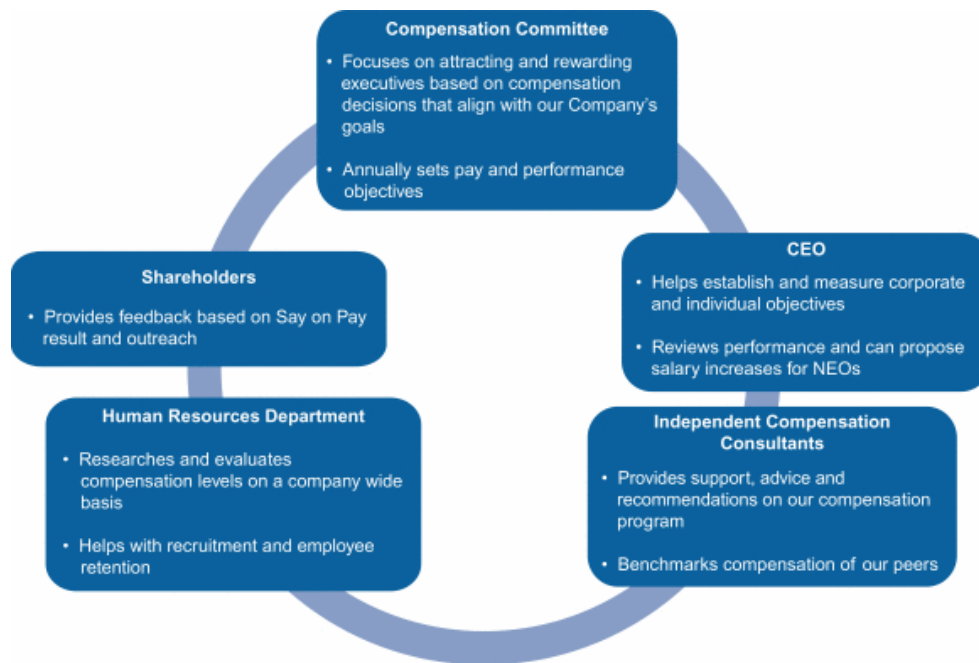 Compensation Committee
• Focuses on attracting and rewarding
executives based on compensation
decisions that align with our Company's
goals
• Annually sets pay and performance
objectives
CEO
• Helps establish and measure corporate
and individual objectives
• Reviews performance and can propose
salary increases for NEOs
Independent Compensation
Consultants
• Provides support, advice and
recommendations on our compensation
program
• Benchmarks compensation of our peers
Human Resources Department
• Researches and evaluates
compensation levels on a company wide
basis
• Helps with recruitment and employee
retention
Shareholders
• Provides feedback based on Say on Pay
result and outreach